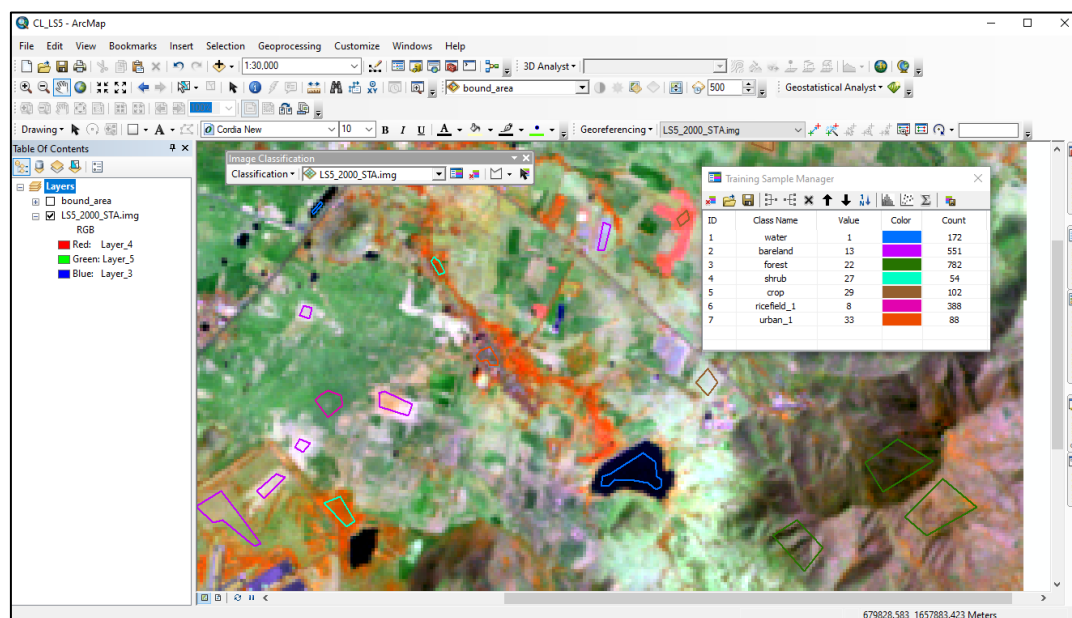 CL_LS5 - ArcMap
File Edit View Bookmarks Insert Selection Geoprocessing Customize Windows Help
1:30,000 3D Analyst
bound_area 500 Geostatistical Analyst
Drawing A Cordia New 10 B I U A Georeferencing LS5_2000_STA.img
Table Of Contents
Layers
bound_area
LS5_2000_STA.img
RGB
Red: Layer_4
Green: Layer_5
Blue: Layer_3
Image Classification
Classification LS5_2000_STA.img
Training Sample Manager
ID Class Name Value Color Count
1 water 1 172
2 bareland 13 551
3 forest 22 782
4 shrub 27 54
5 crop 29 102
6 ricefield_1 8 388
7 urban_1 33 88
679828.583 1657883.423 Meters